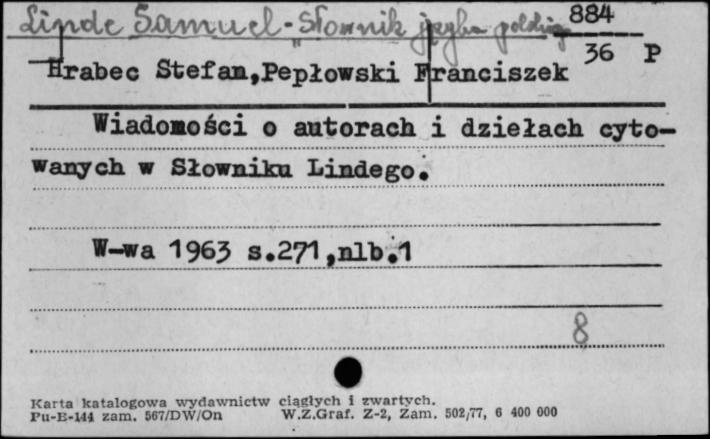 Linde Samuel - Słownik języka polskiego
884
36 P
Hrabec Stefan,Pepłowski Franciszek
Wiadomości o autorach i dziełach cyto-
wanych w Słowniku Lindego.
W-wa 1963 s.271,nlb.1
8
Karta katalogowa wydawnictw ciągłych i zwartych.
Pu-E-144 zam. 567/DW/On W.Z.Graf. Z-2, Zam. 502/77, 6 400 000